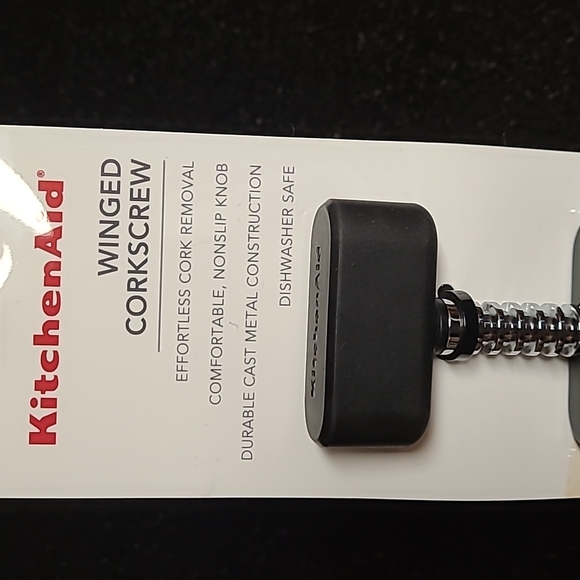 KitchenAid®
WINGED
CORKSCREW
EFFORTLESS CORK REMOVAL
COMFORTABLE, NONSLIP KNOB
DURABLE CAST METAL CONSTRUCTION
DISHWASHER SAFE
KitchenAid